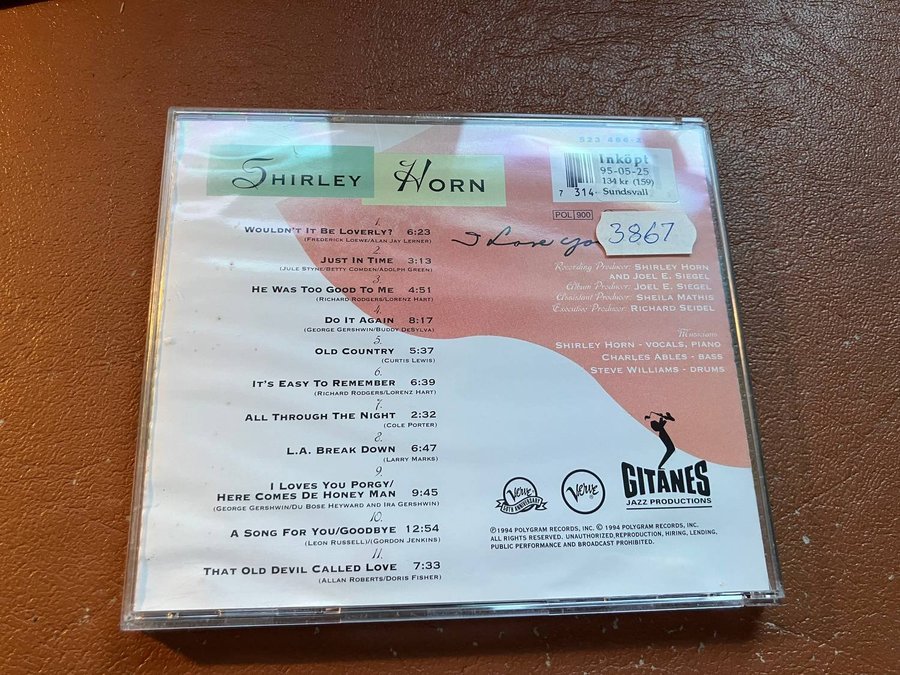 SHIRLEY HORN
1.
WOULDN'T IT BE LOVERLY? 6:23
(FREDERICK LOEWE/ALAN JAY LERNER)
2.
JUST IN TIME 3:13
(JULE STYNE/BETTY COMDEN/ADOLPH GREEN)
3.
HE WAS TOO GOOD TO ME 4:51
(RICHARD RODGERS/LORENZ HART)
4.
DO IT AGAIN 8:17
(GEORGE GERSHWIN/BUDDY DESYLVA)
5.
OLD COUNTRY 5:37
(CURTIS LEWIS)
6.
IT'S EASY TO REMEMBER 6:39
(RICHARD RODGERS/LORENZ HART)
7.
ALL THROUGH THE NIGHT 2:32
(COLE PORTER)
8.
L.A. BREAK DOWN 6:47
(LARRY MARKS)
9.
I LOVES YOU PORGY/
HERE COMES DE HONEY MAN 9:45
(GEORGE GERSHWIN/DU BOSE HEYWARD AND IRA GERSHWIN)
10.
A SONG FOR YOU/GOODBYE 12:54
(LEON RUSSELL)/(GORDON JENKINS)
11.
THAT OLD DEVIL CALLED LOVE 7:33
(ALLAN ROBERTS/DORIS FISHER)
523 486-2
Inköpt
95-05-25
134 kr (159)
7 314 Sundsvall
POL 900
I Love yo
3867
Recording Producer: SHIRLEY HORN
AND JOEL E. SIEGEL
Album Producer: JOEL E. SIEGEL
Assistant Producer: SHEILA MATHIS
Executive Producer: RICHARD SEIDEL
Musicians
SHIRLEY HORN - VOCALS, PIANO
CHARLES ABLES - BASS
STEVE WILLIAMS - DRUMS
Verve
50TH ANNIVERSARY
Verve
GITANES
JAZZ PRODUCTIONS
℗1994 POLYGRAM RECORDS, INC. © 1994 POLYGRAM RECORDS, INC.
ALL RIGHTS RESERVED. UNAUTHORIZED,REPRODUCTION, HIRING, LENDING,
PUBLIC PERFORMANCE AND BROADCAST PROHIBITED.